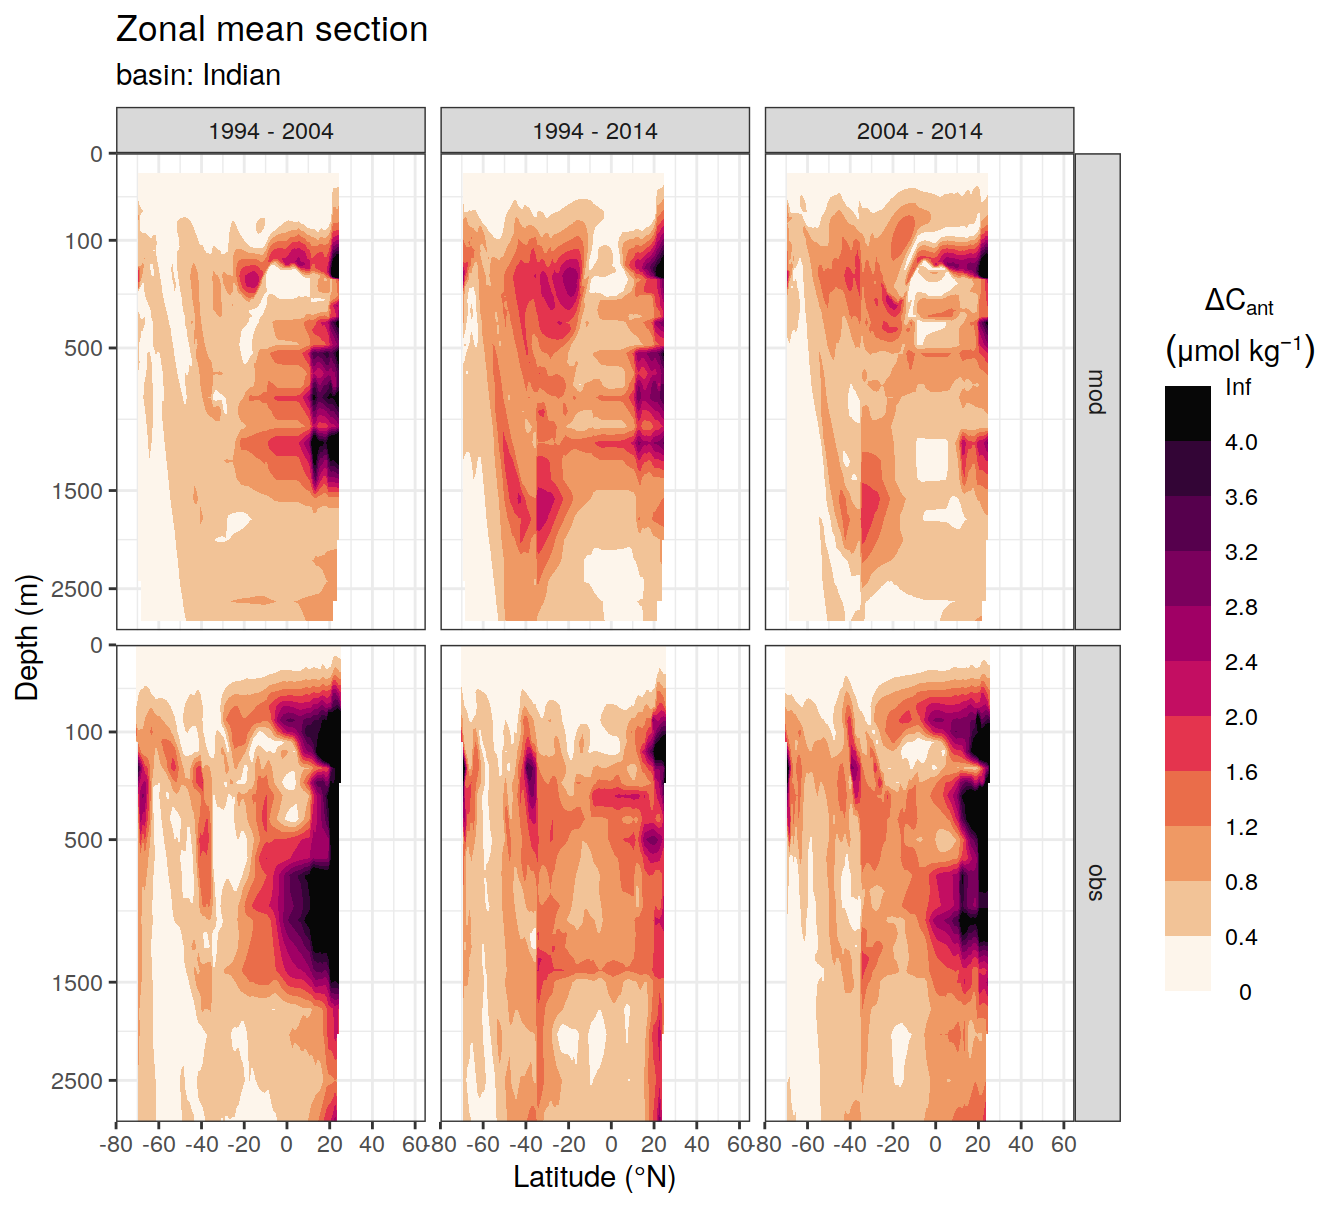 Zonal mean section
basin: Indian
1994 - 2004
1994 - 2014
2004 - 2014
0
100
500
1500
2500
mod
0
100
500
1500
2500
obs
-80 -60 -40 -20 0 20 40 60
-80 -60 -40 -20 0 20 40 60
-80 -60 -40 -20 0 20 40 60
Latitude (°N)
Depth (m)
ΔCant
(μmol kg⁻¹)
Inf
4.0
3.6
3.2
2.8
2.4
2.0
1.6
1.2
0.8
0.4
0